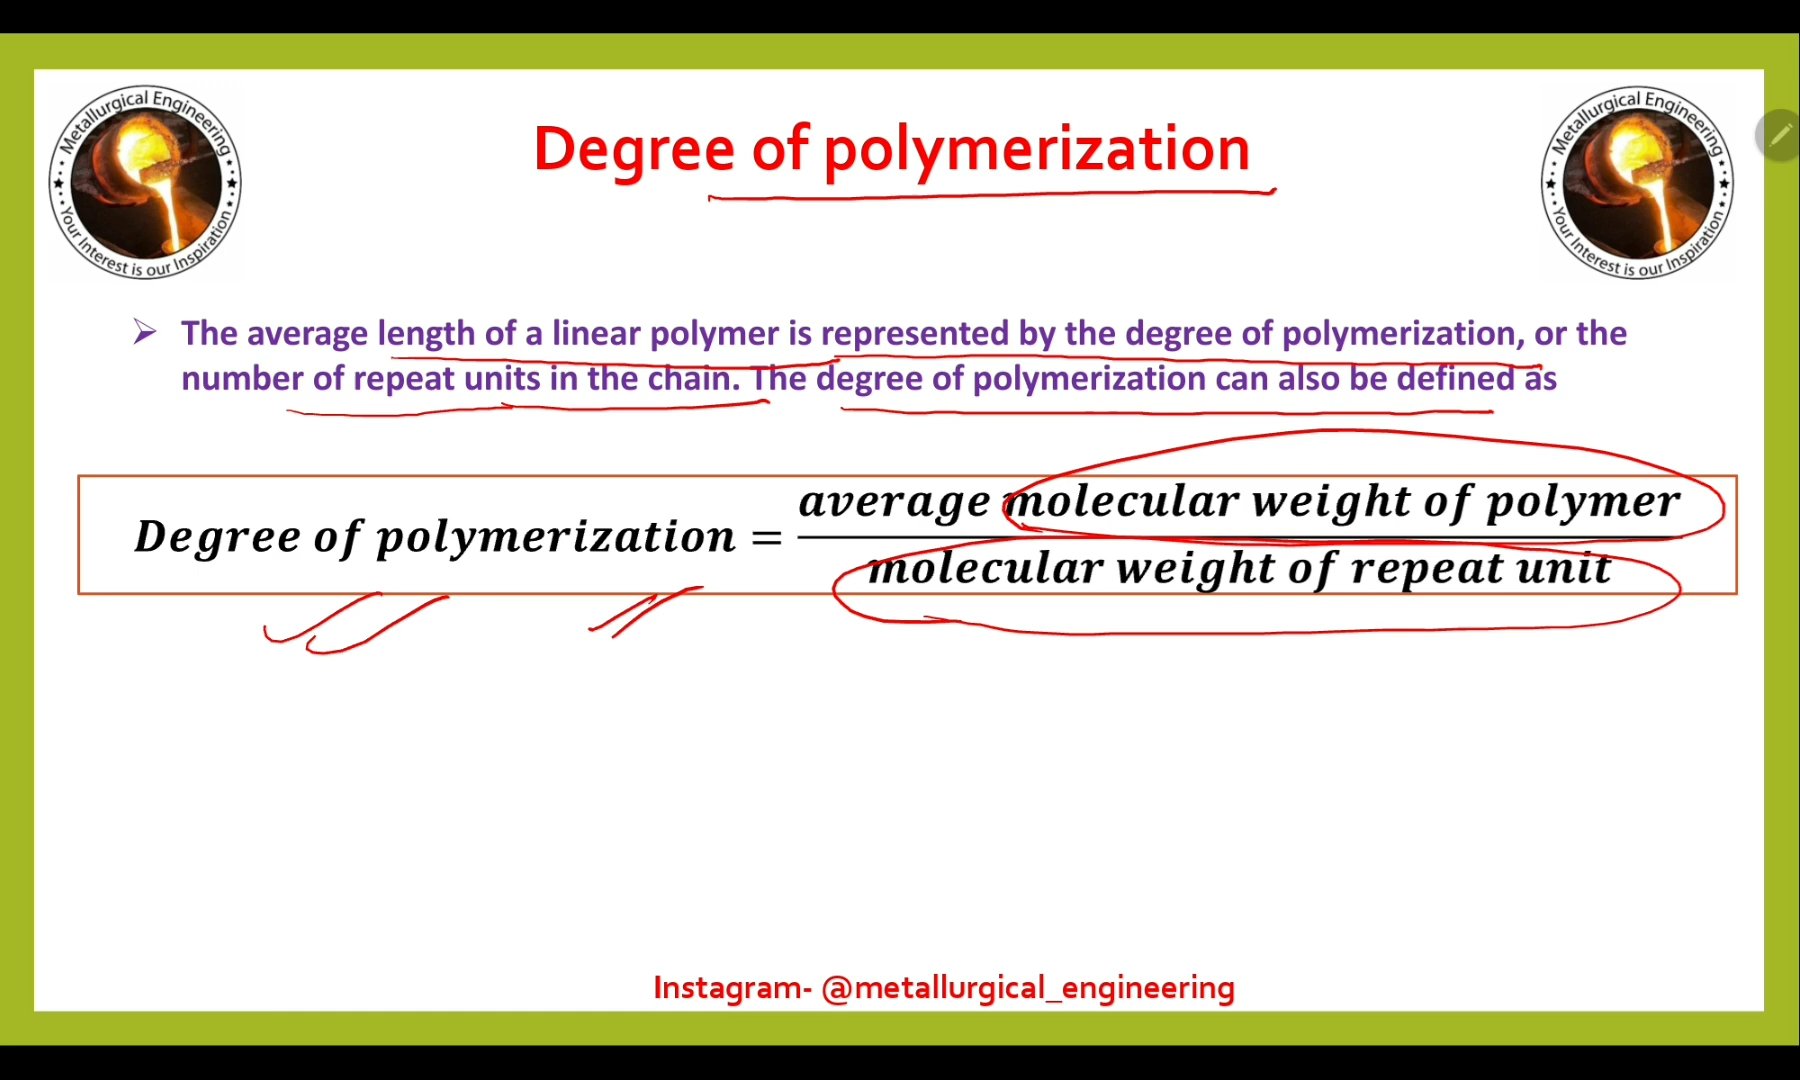 Metallurgical Engineering
Your Interest is our Inspiration
Degree of polymerization
Metallurgical Engineering
Your Interest is our Inspiration
➢ The average length of a linear polymer is represented by the degree of polymerization, or the
number of repeat units in the chain. The degree of polymerization can also be defined as
Degree of polymerization = average molecular weight of polymer
molecular weight of repeat unit
Instagram- @metallurgical_engineering